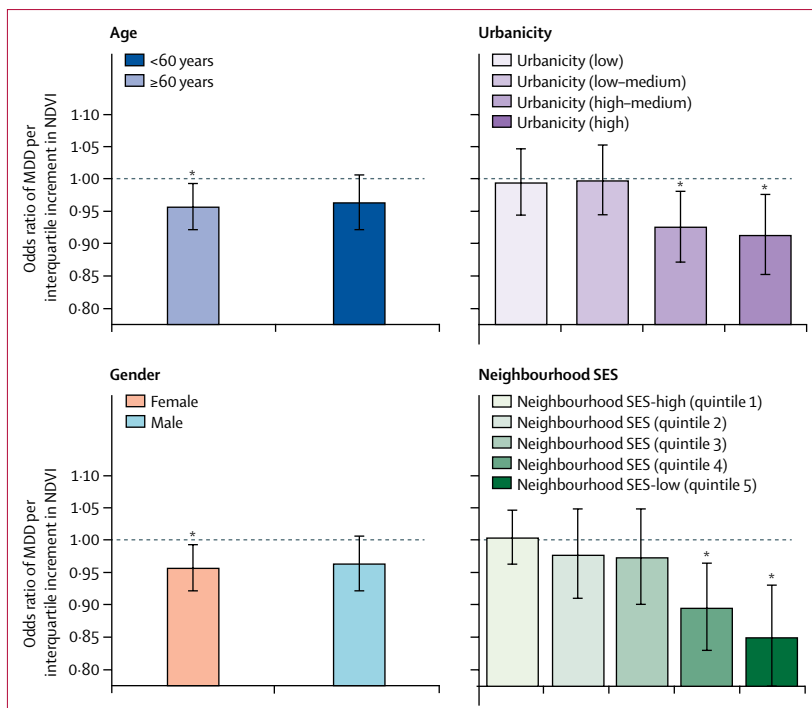 Age
<60 years
≥60 years
Odds ratio of MDD per
interquartile increment in NDVI
1·10
1·05
1·00
0·95
0·90
0·85
0·80
*
Urbanicity
Urbanicity (low)
Urbanicity (low–medium)
Urbanicity (high–medium)
Urbanicity (high)
*
*
Gender
Female
Male
Odds ratio of MDD per
interquartile increment in NDVI
1·10
1·05
1·00
0·95
0·90
0·85
0·80
*
Neighbourhood SES
Neighbourhood SES-high (quintile 1)
Neighbourhood SES (quintile 2)
Neighbourhood SES (quintile 3)
Neighbourhood SES (quintile 4)
Neighbourhood SES-low (quintile 5)
*
*